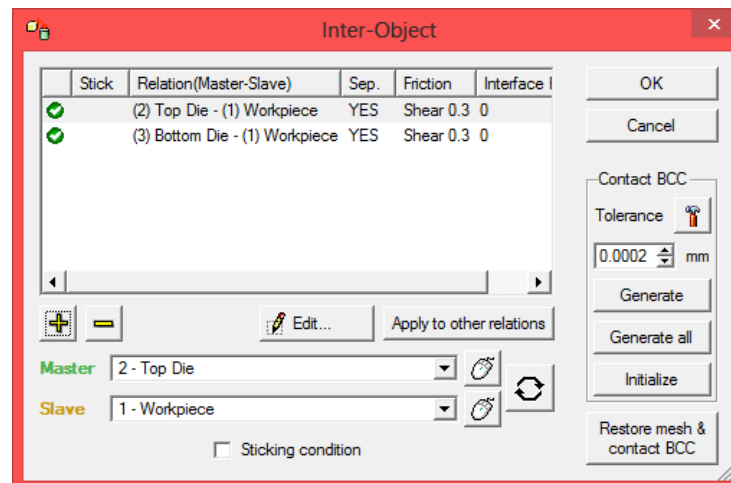 Inter-Object
Stick Relation(Master-Slave) Sep. Friction Interface
(2) Top Die - (1) Workpiece YES Shear 0.3 0
(3) Bottom Die - (1) Workpiece YES Shear 0.3 0
OK
Cancel
Contact BCC
Tolerance
0.0002 mm
Generate
Generate all
Initialize
Restore mesh &
contact BCC
Edit...
Apply to other relations
Master 2 - Top Die
Slave 1 - Workpiece
Sticking condition